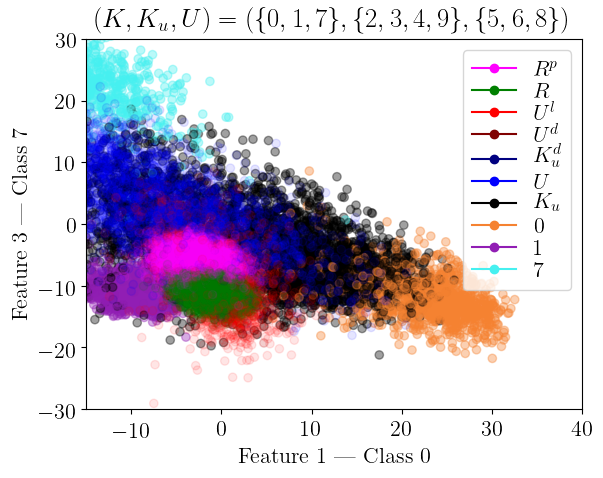 (K, K_u, U) = ({0, 1, 7}, {2, 3, 4, 9}, {5, 6, 8})
30
20
10
0
−10
−20
−30
Feature 3 — Class 7
R^p
R
U^l
U^d
K_u^d
U
K_u
0
1
7
−10
0
10
20
30
40
Feature 1 — Class 0